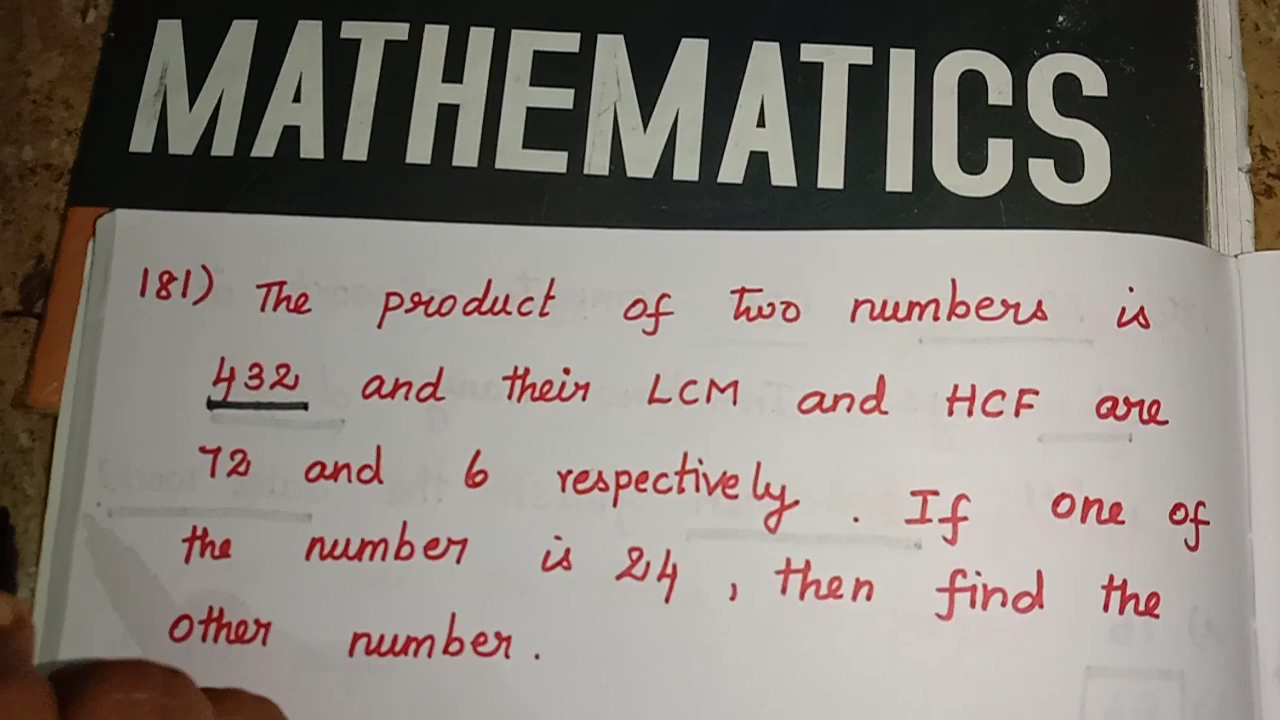 MATHEMATICS
181) The product of two numbers is
432 and their LCM and HCF are
72 and 6 respectively. If one of
the number is 24, then find the
other number.